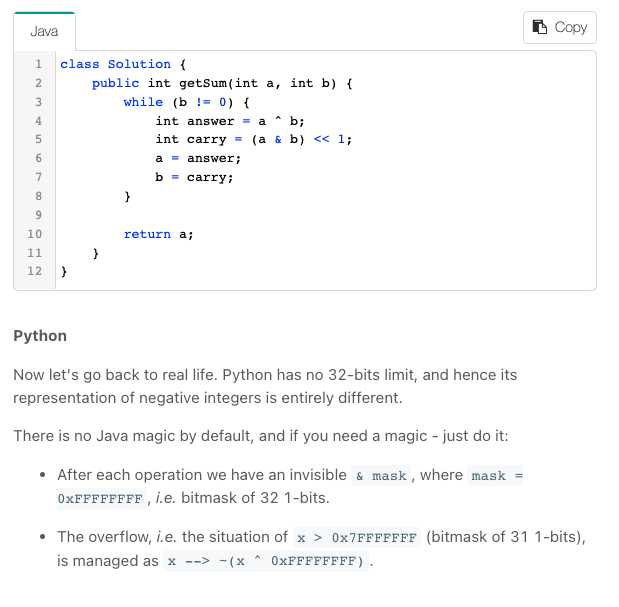 Java
Copy
1 class Solution {
2     public int getSum(int a, int b) {
3         while (b != 0) {
4             int answer = a ^ b;
5             int carry = (a & b) << 1;
6             a = answer;
7             b = carry;
8         }
9
10         return a;
11     }
12 }
Python
Now let's go back to real life. Python has no 32-bits limit, and hence its
representation of negative integers is entirely different.
There is no Java magic by default, and if you need a magic - just do it:
• After each operation we have an invisible & mask , where mask =
0xFFFFFFFF , i.e. bitmask of 32 1-bits.
• The overflow, i.e. the situation of x > 0x7FFFFFFF (bitmask of 31 1-bits),
is managed as x --> ~(x ^ 0xFFFFFFFF) .